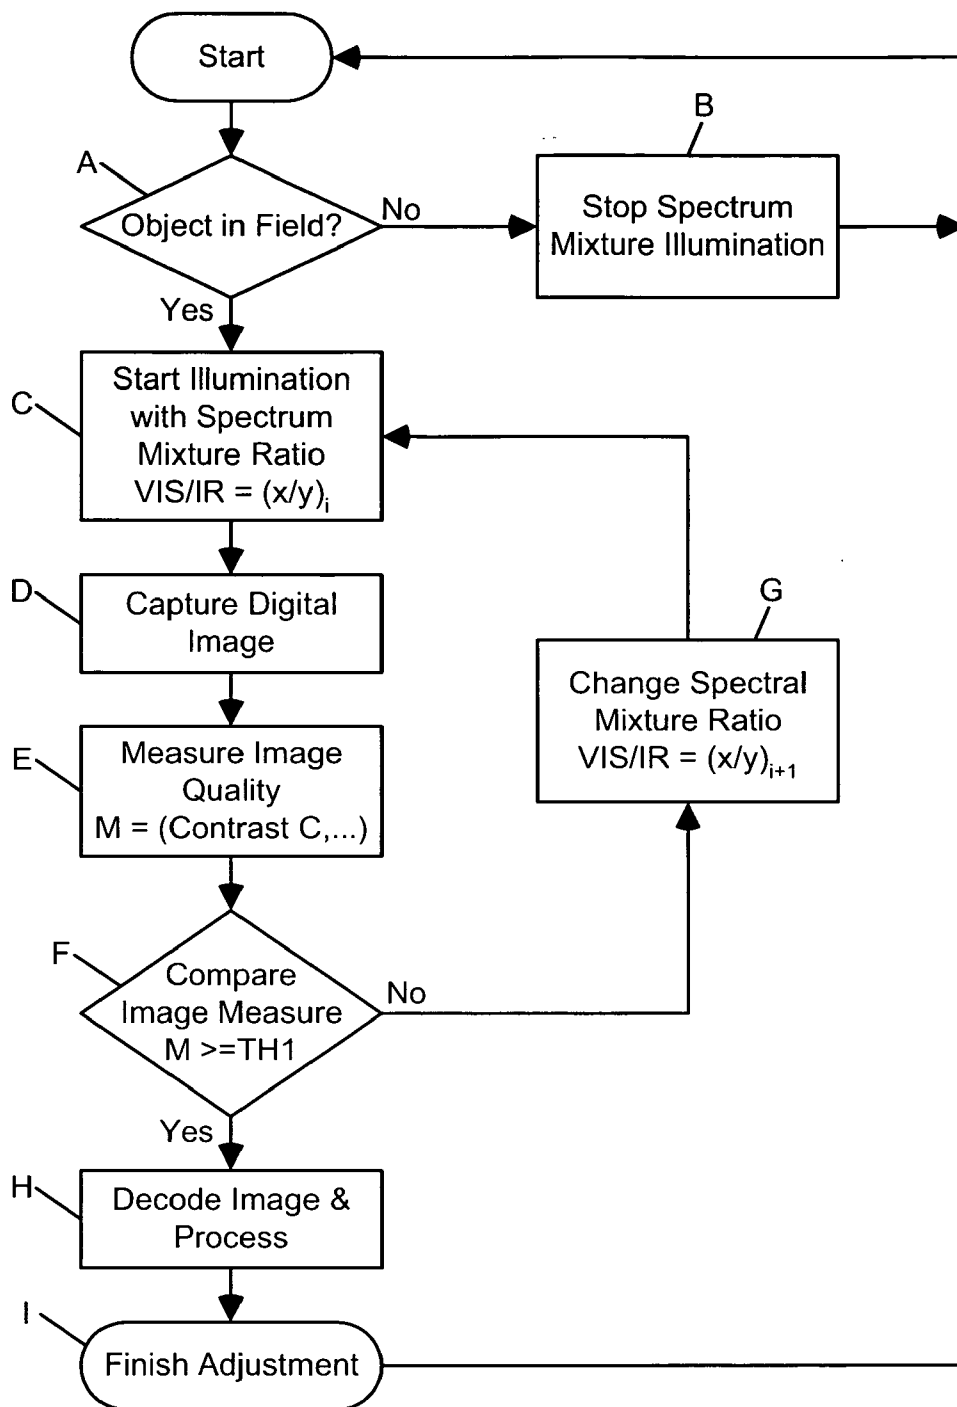 Start
A
Object in Field?
No
B
Stop Spectrum
Mixture Illumination
Yes
C
Start Illumination
with Spectrum
Mixture Ratio
VIS/IR = (x/y)i
D
Capture Digital
Image
G
Change Spectral
Mixture Ratio
VIS/IR = (x/y)i+1
E
Measure Image
Quality
M = (Contrast C,...)
F
Compare
Image Measure
M >=TH1
No
Yes
H
Decode Image &
Process
I
Finish Adjustment